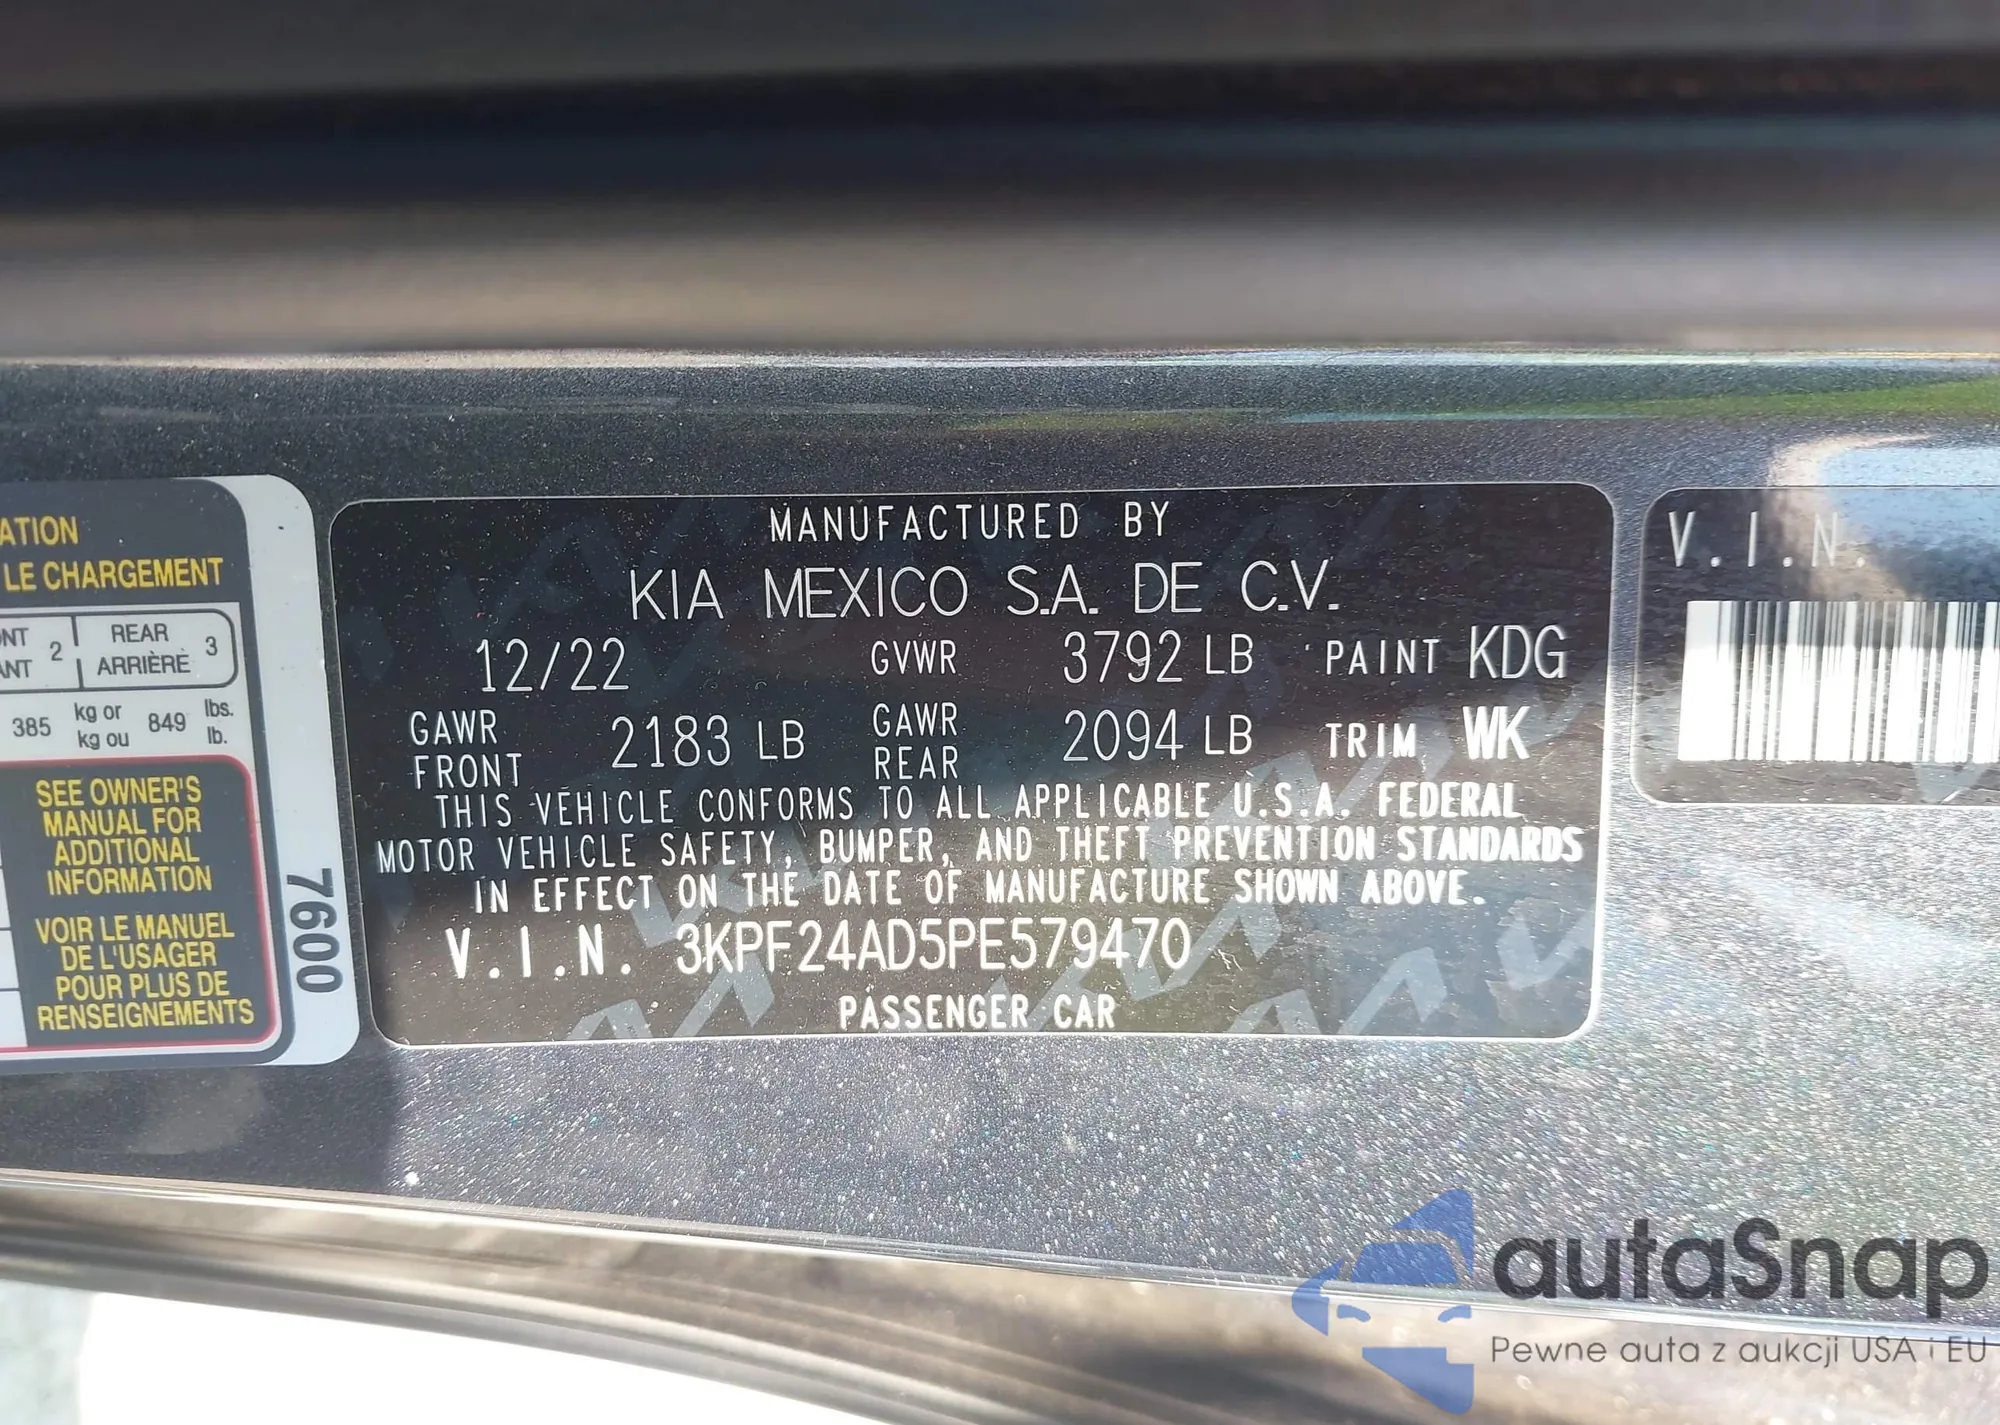 ATION
LE CHARGEMENT
NT 2 REAR 3
ANT ARRIÈRE
385 kg or 849 lbs.
kg ou lb.
SEE OWNER'S
MANUAL FOR
ADDITIONAL
INFORMATION
VOIR LE MANUEL
DE L'USAGER
POUR PLUS DE
RENSEIGNEMENTS
7600
MANUFACTURED BY
KIA MEXICO S.A. DE C.V.
12/22 GVWR 3792 LB PAINT KDG
GAWR FRONT 2183 LB GAWR REAR 2094 LB TRIM WK
THIS VEHICLE CONFORMS TO ALL APPLICABLE U.S.A. FEDERAL
MOTOR VEHICLE SAFETY, BUMPER, AND THEFT PREVENTION STANDARDS
IN EFFECT ON THE DATE OF MANUFACTURE SHOWN ABOVE.
V.I.N. 3KPF24AD5PE579470
PASSENGER CAR
V.I.N.
autaSnap
Pewne auta z aukcji USA i EU